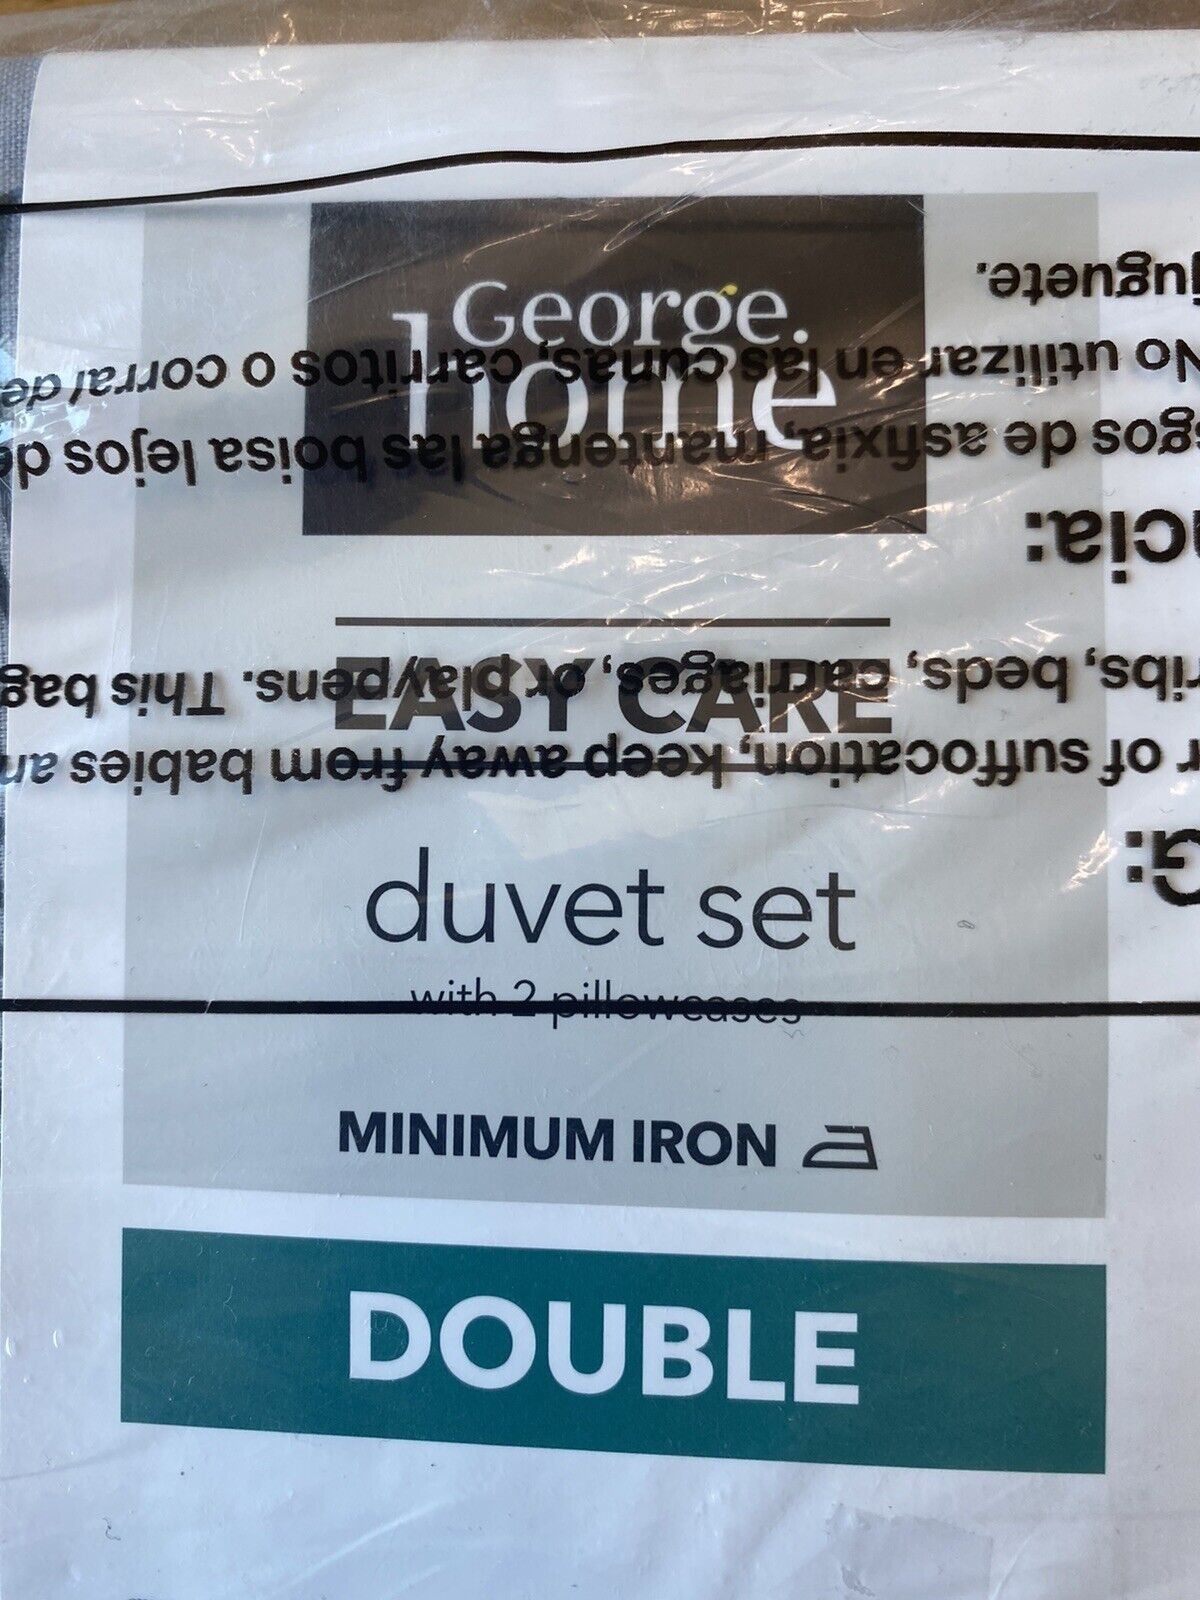 George.
home
EASY CARE
duvet set
with 2 pillowcases
MINIMUM IRON
DOUBLE
G:
r of suffocation, keep away from babies an
ribs, beds, carriages, or playpens. This bag
ncia:
sgos de asfixia, mantenga las boisa lejos de
No utilizar en las cunas, carritos o corral de
juguete.